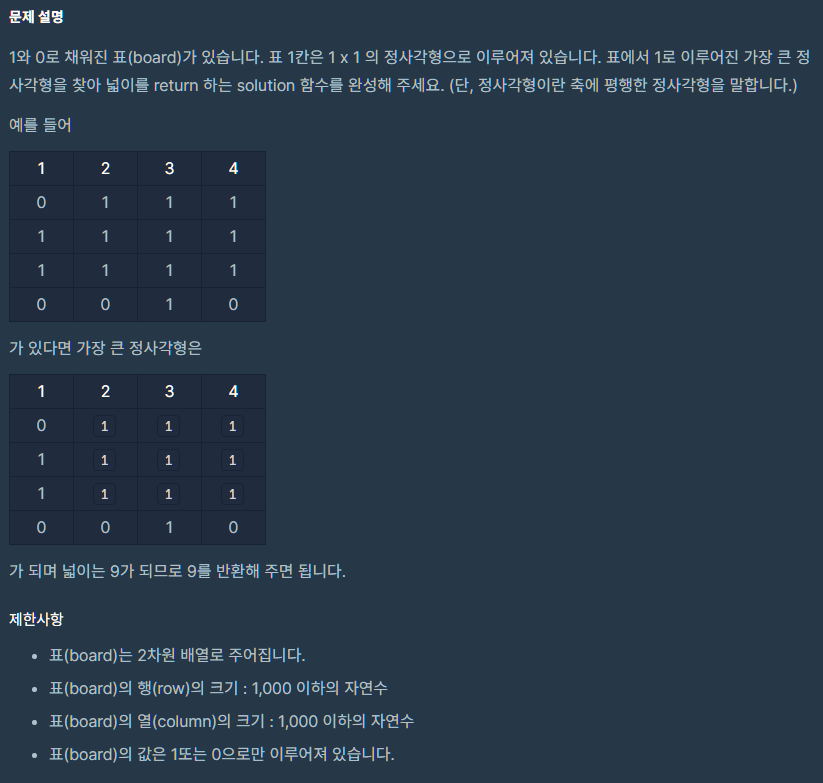 문제 설명
1와 0로 채워진 표(board)가 있습니다. 표 1칸은 1 x 1 의 정사각형으로 이루어져 있습니다. 표에서 1로 이루어진 가장 큰 정
사각형을 찾아 넓이를 return 하는 solution 함수를 완성해 주세요. (단, 정사각형이란 축에 평행한 정사각형을 말합니다.)
예를 들어
1 2 3 4
0 1 1 1
1 1 1 1
1 1 1 1
0 0 1 0
가 있다면 가장 큰 정사각형은
1 2 3 4
0 1 1 1
1 1 1 1
1 1 1 1
0 0 1 0
가 되며 넓이는 9가 되므로 9를 반환해 주면 됩니다.
제한사항
• 표(board)는 2차원 배열로 주어집니다.
• 표(board)의 행(row)의 크기 : 1,000 이하의 자연수
• 표(board)의 열(column)의 크기 : 1,000 이하의 자연수
• 표(board)의 값은 1또는 0으로만 이루어져 있습니다.